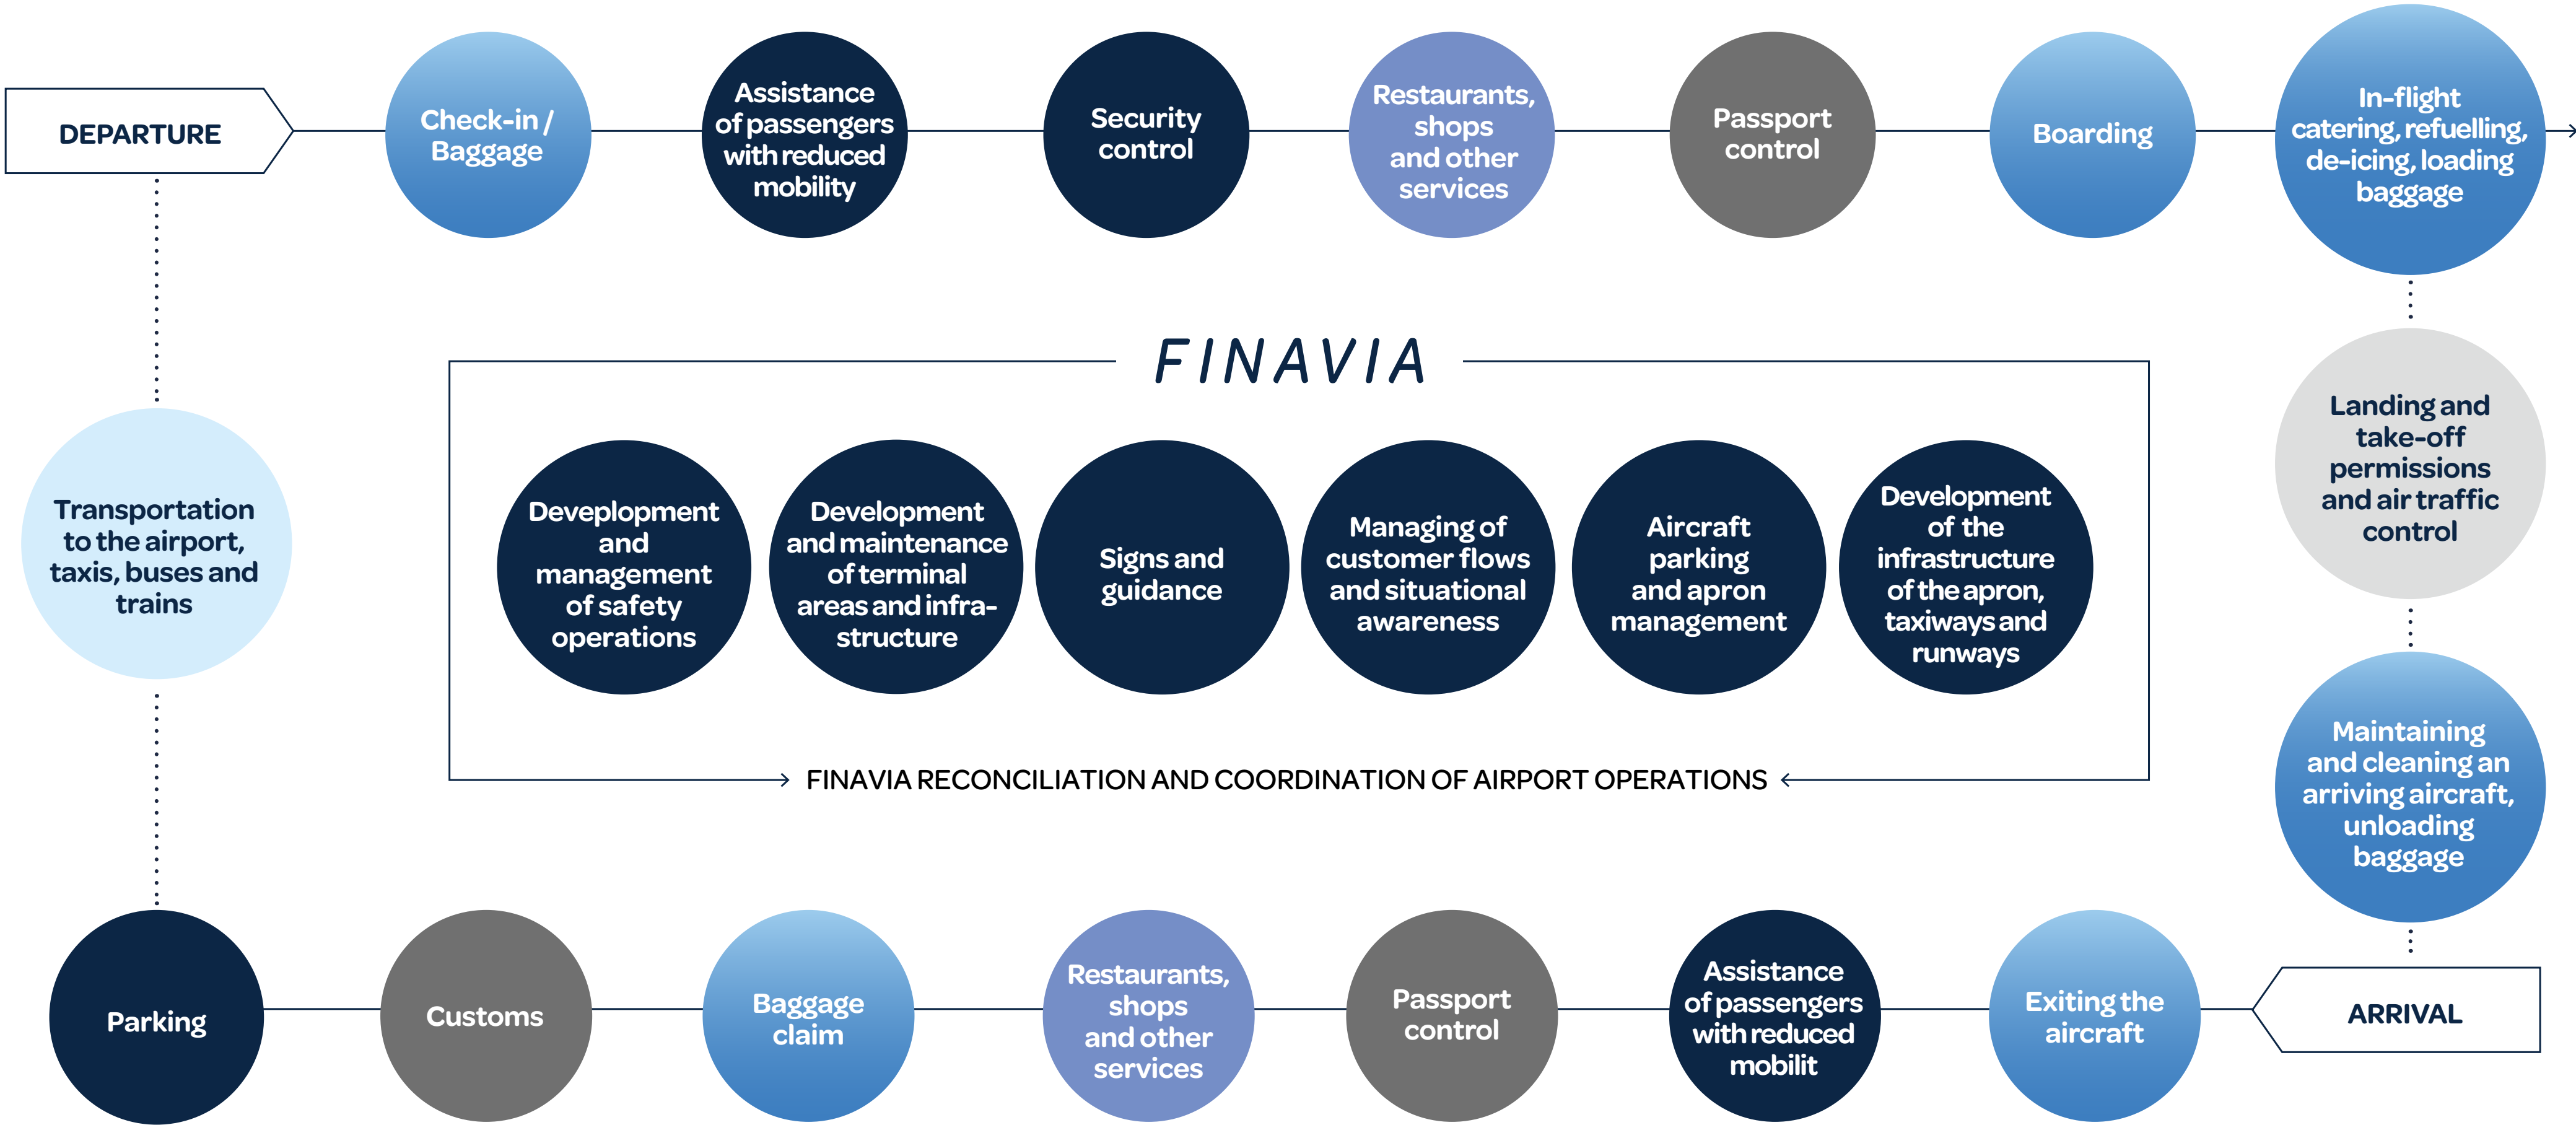 DEPARTURE
Check-in /
Baggage
Assistance
of passengers
with reduced
mobility
Security
control
Restaurants,
shops
and other
services
Passport
control
Boarding
In-flight
catering, refuelling,
de-icing, loading
baggage
FINAVIA
Transportation
to the airport,
taxis, buses and
trains
Deveplopment
and
management
of safety
operations
Development
and maintenance
of terminal
areas and infra-
structure
Signs and
guidance
Managing of
customer flows
and situational
awareness
Aircraft
parking
and apron
management
Development
of the
infrastructure
of the apron,
taxiways and
runways
Landing and
take-off
permissions
and air traffic
control
FINAVIA RECONCILIATION AND COORDINATION OF AIRPORT OPERATIONS
Maintaining
and cleaning an
arriving aircraft,
unloading
baggage
Parking
Customs
Baggage
claim
Restaurants,
shops
and other
services
Passport
control
Assistance
of passengers
with reduced
mobilit
Exiting the
aircraft
ARRIVAL